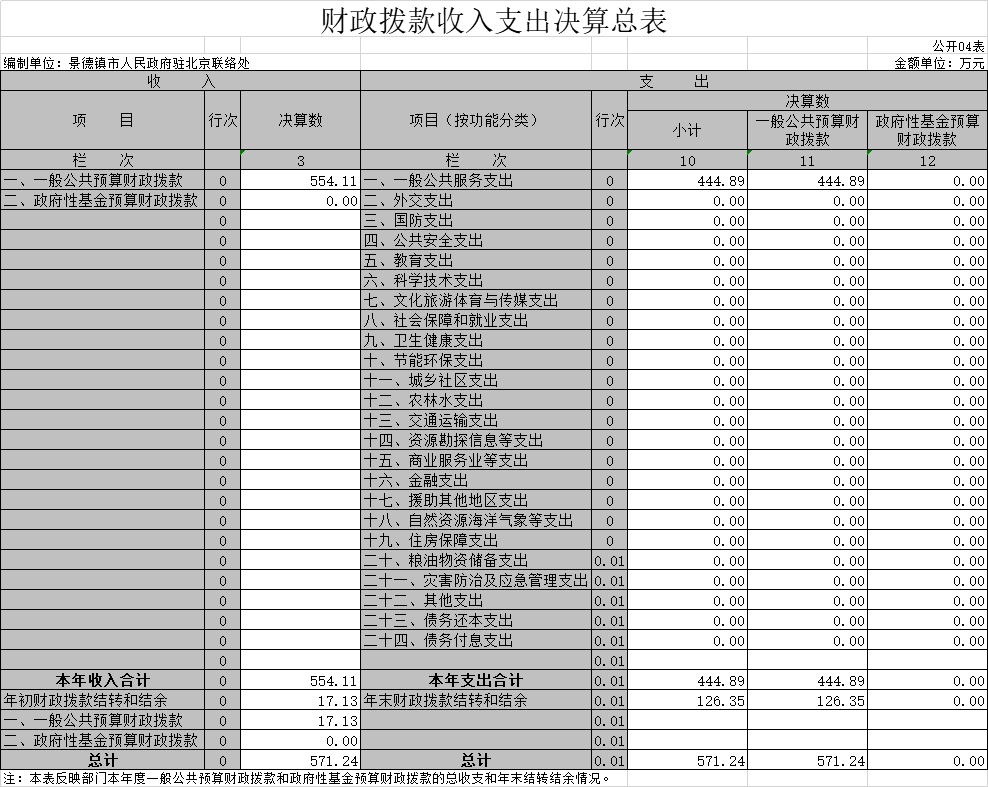 财政拨款收入支出决算总表
公开04表
编制单位：景德镇市人民政府驻北京联络处 金额单位：万元
收 入 支 出
项 目 行次 决算数 项目（按功能分类） 行次 决算数
小计 一般公共预算财政拨款 政府性基金预算财政拨款
栏 次 3 栏 次 10 11 12
一、一般公共预算财政拨款 0 554.11 一、一般公共服务支出 0 444.89 444.89 0.00
二、政府性基金预算财政拨款 0 0.00 二、外交支出 0 0.00 0.00 0.00
0 三、国防支出 0 0.00 0.00 0.00
0 四、公共安全支出 0 0.00 0.00 0.00
0 五、教育支出 0 0.00 0.00 0.00
0 六、科学技术支出 0 0.00 0.00 0.00
0 七、文化旅游体育与传媒支出 0 0.00 0.00 0.00
0 八、社会保障和就业支出 0 0.00 0.00 0.00
0 九、卫生健康支出 0 0.00 0.00 0.00
0 十、节能环保支出 0 0.00 0.00 0.00
0 十一、城乡社区支出 0 0.00 0.00 0.00
0 十二、农林水支出 0 0.00 0.00 0.00
0 十三、交通运输支出 0 0.00 0.00 0.00
0 十四、资源勘探信息等支出 0 0.00 0.00 0.00
0 十五、商业服务业等支出 0 0.00 0.00 0.00
0 十六、金融支出 0 0.00 0.00 0.00
0 十七、援助其他地区支出 0 0.00 0.00 0.00
0 十八、自然资源海洋气象等支出 0 0.00 0.00 0.00
0 十九、住房保障支出 0 0.00 0.00 0.00
0 二十、粮油物资储备支出 0.01 0.00 0.00 0.00
0 二十一、灾害防治及应急管理支出 0.01 0.00 0.00 0.00
0 二十二、其他支出 0.01 0.00 0.00 0.00
0 二十三、债务还本支出 0.01 0.00 0.00 0.00
0 二十四、债务付息支出 0.01 0.00 0.00 0.00
0 0.01
本年收入合计 0 554.11 本年支出合计 0.01 444.89 444.89 0.00
年初财政拨款结转和结余 0 17.13 年末财政拨款结转和结余 0.01 126.35 126.35 0.00
一、一般公共预算财政拨款 0 17.13 0.01
二、政府性基金预算财政拨款 0 0.00 0.01
总计 0 571.24 总计 0.01 571.24 571.24 0.00
注：本表反映部门本年度一般公共预算财政拨款和政府性基金预算财政拨款的总收支和年末结转结余情况。